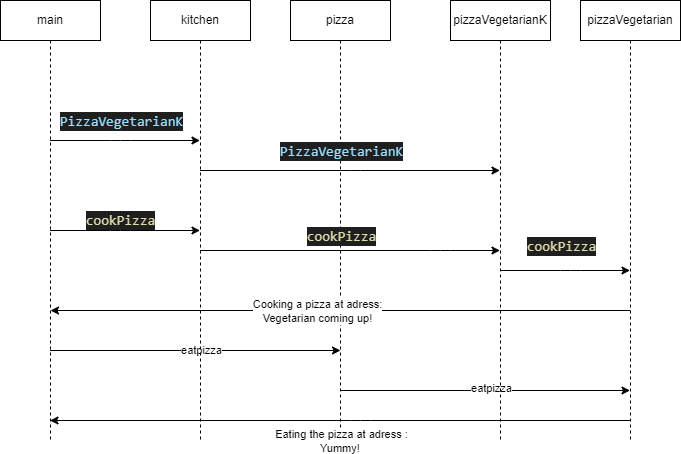 main
kitchen
pizza
pizzaVegetarianK
pizzaVegetarian
PizzaVegetarianK
PizzaVegetarianK
cookPizza
cookPizza
cookPizza
Cooking a pizza at adress:
Vegetarian coming up!
eatpizza
eatpizza
Eating the pizza at adress :
Yummy!